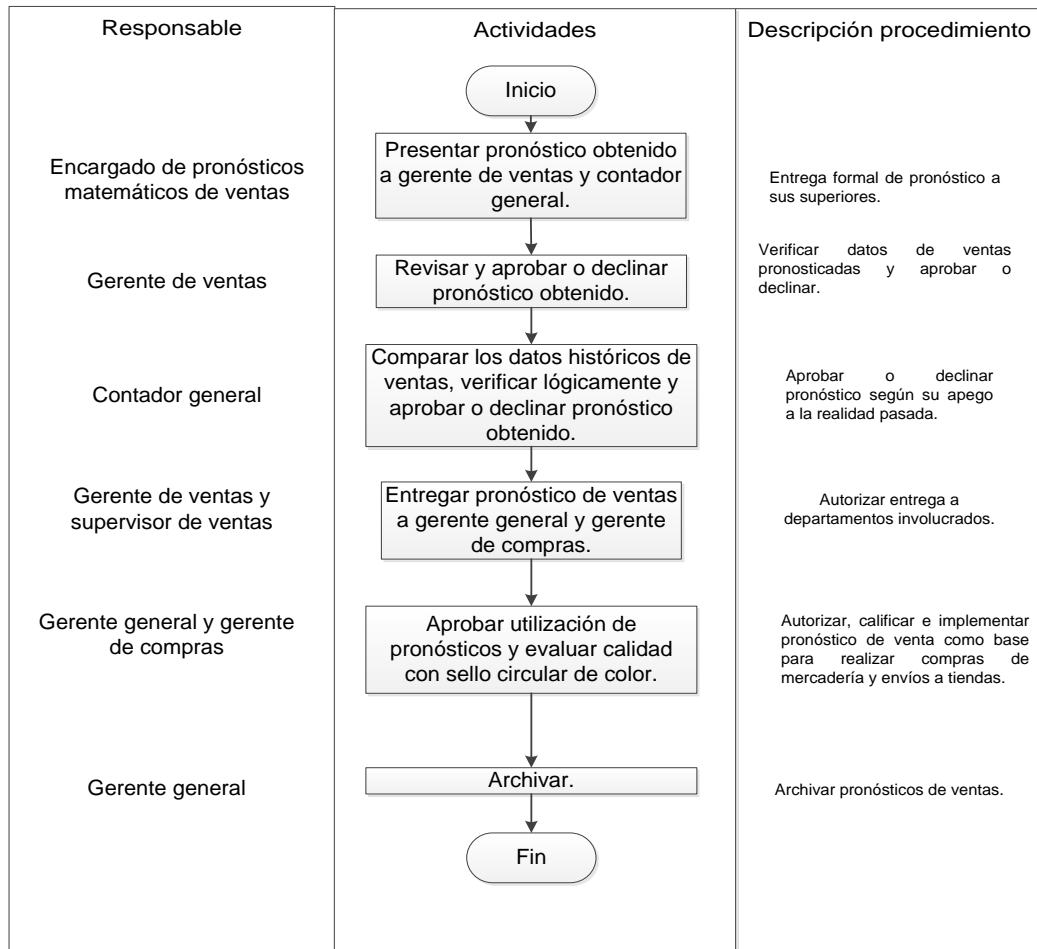 Responsable
Actividades
Descripción procedimiento
Inicio
Encargado de pronósticos
matemáticos de ventas
Presentar pronóstico obtenido
a gerente de ventas y contador
general.
Entrega formal de pronóstico a
sus superiores.
Gerente de ventas
Revisar y aprobar o declinar
pronóstico obtenido.
Verificar datos de ventas
pronosticadas y aprobar o
declinar.
Contador general
Comparar los datos históricos de
ventas, verificar lógicamente y
aprobar o declinar pronóstico
obtenido.
Aprobar o declinar
pronóstico según su apego
a la realidad pasada.
Gerente de ventas y
supervisor de ventas
Entregar pronóstico de ventas
a gerente general y gerente
de compras.
Autorizar entrega a
departamentos involucrados.
Gerente general y gerente
de compras
Aprobar utilización de
pronósticos y evaluar calidad
con sello circular de color.
Autorizar, calificar e implementar
pronóstico de venta como base
para realizar compras de
mercadería y envíos a tiendas.
Gerente general
Archivar.
Archivar pronósticos de ventas.
Fin